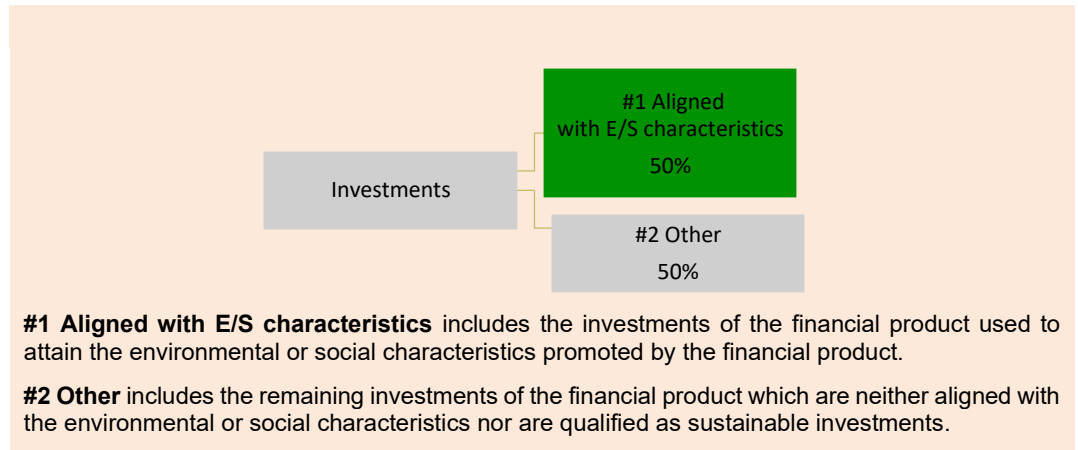 #1 Aligned
with E/S characteristics
50%
Investments
#2 Other
50%
#1 Aligned with E/S characteristics includes the investments of the financial product used to
attain the environmental or social characteristics promoted by the financial product.
#2 Other includes the remaining investments of the financial product which are neither aligned with
the environmental or social characteristics nor are qualified as sustainable investments.